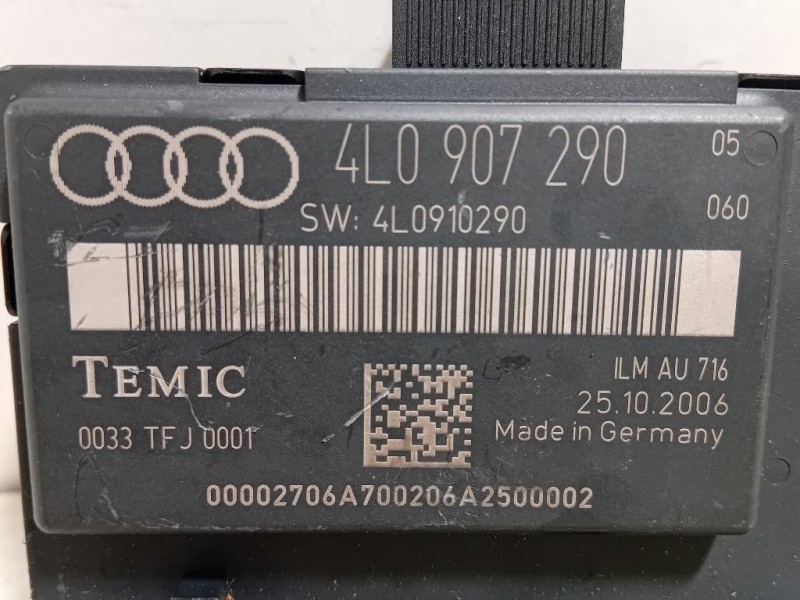 4L0 907 290 05
SW: 4L0910290 060
TEMIC
ILM AU 716
25.10.2006
0033 TFJ 0001
Made in Germany
00002706A700206A2500002